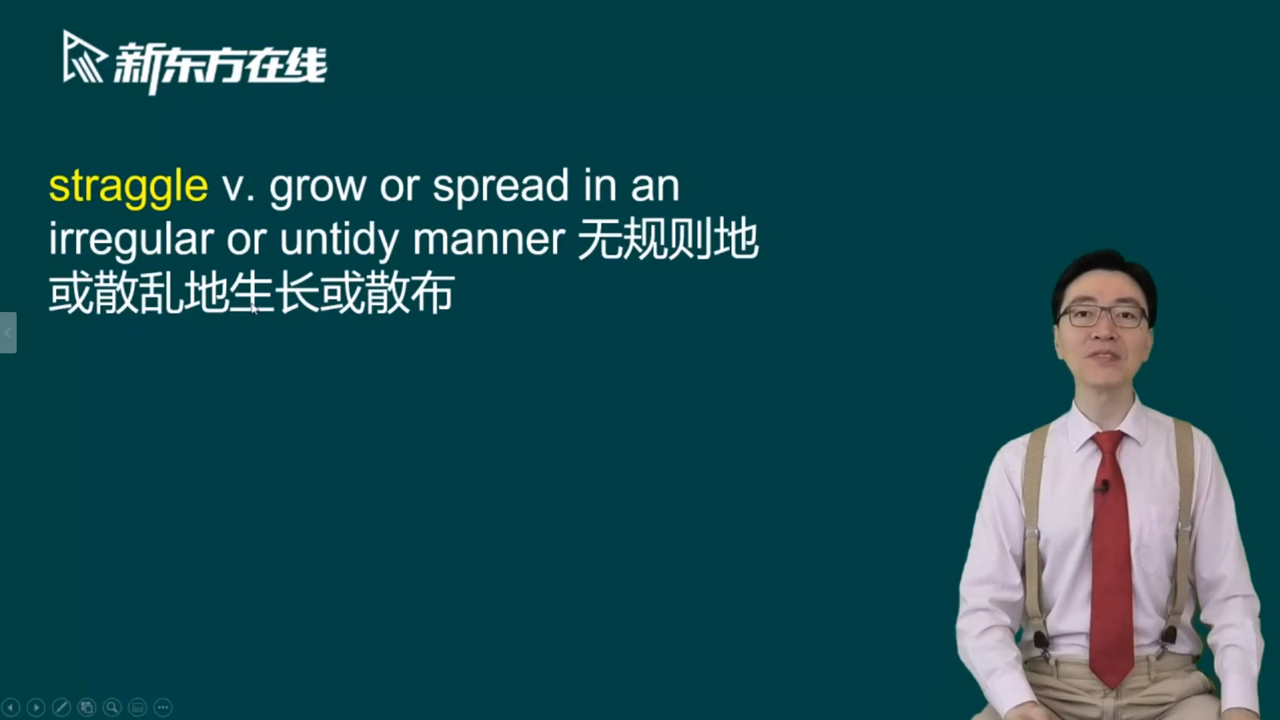 新东方在线
straggle v. grow or spread in an
irregular or untidy manner 无规则地
或散乱地生长或散布